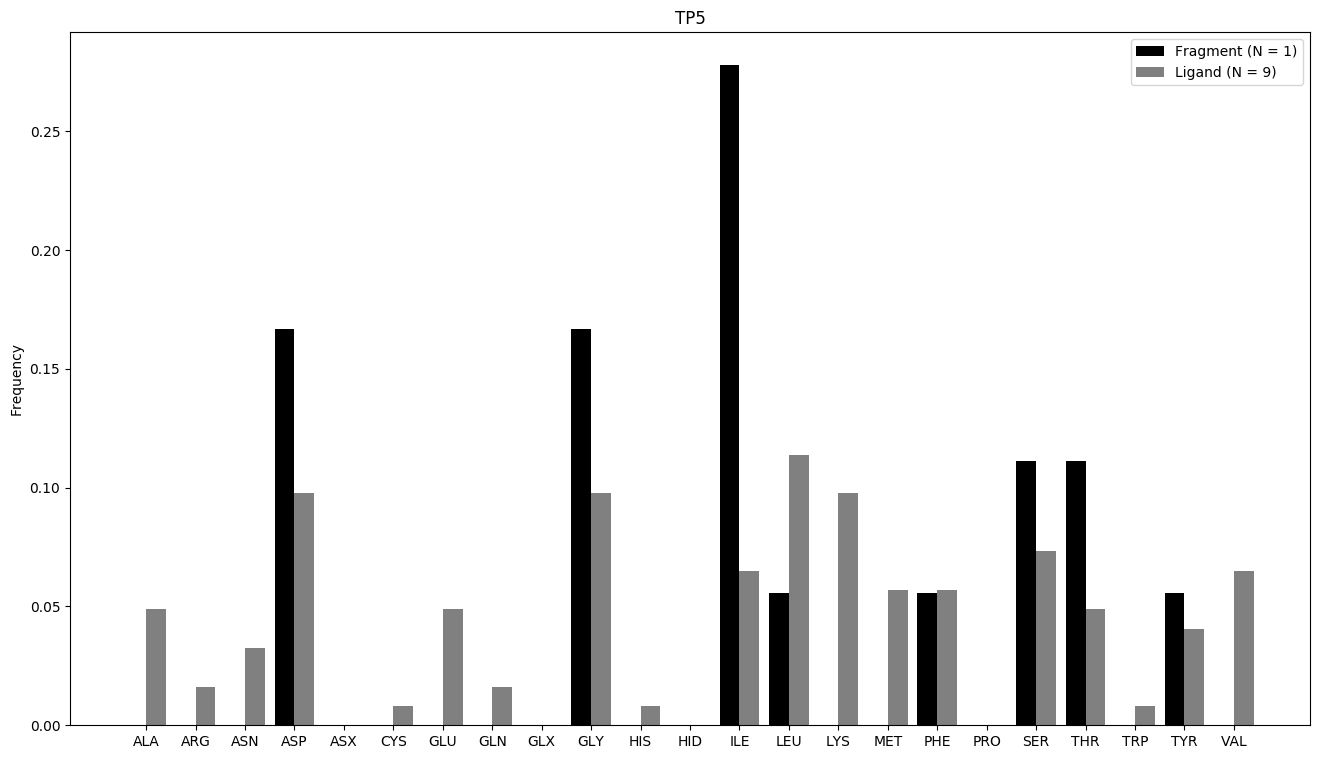 TP5
Fragment (N = 1)
Ligand (N = 9)
Frequency
0.25
0.20
0.15
0.10
0.05
0.00
ALA ARG ASN ASP ASX CYS GLU GLN GLX GLY HIS HID ILE LEU LYS MET PHE PRO SER THR TRP TYR VAL